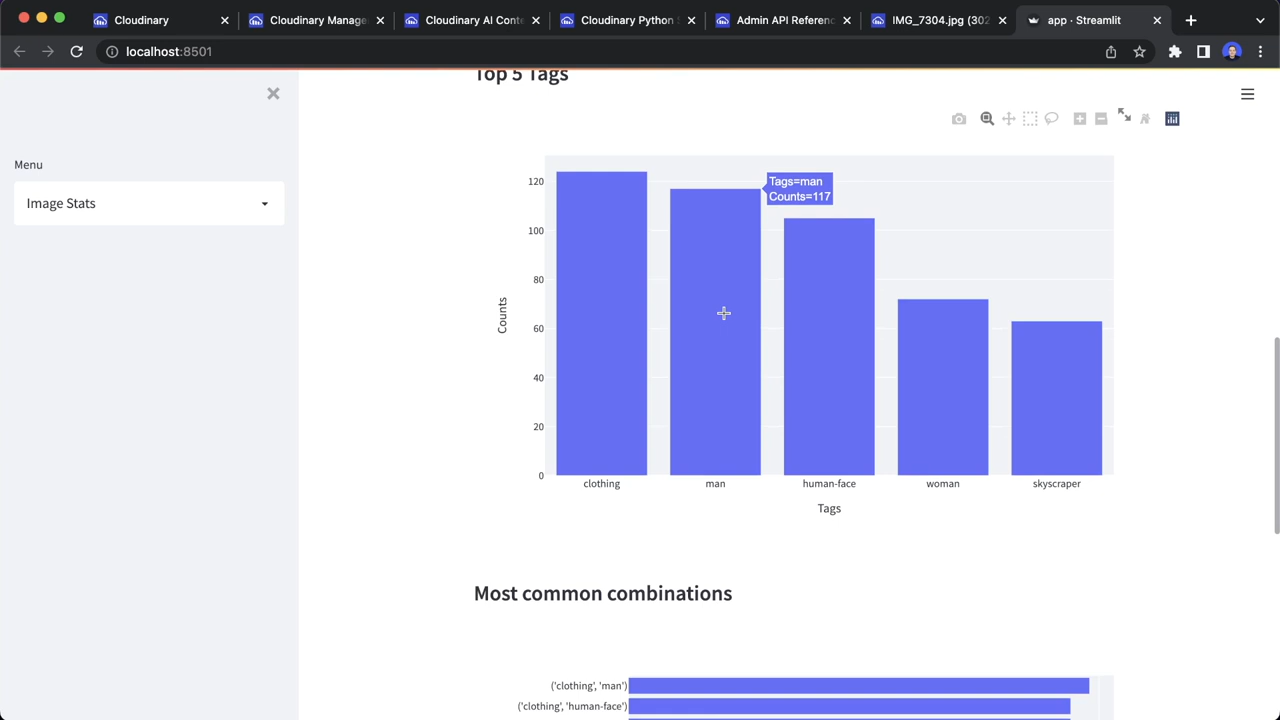 Cloudinary
Cloudinary Manage
Cloudinary AI Conte
Cloudinary Python S
Admin API Referenc
IMG_7304.jpg (302
app · Streamlit
localhost:8501
Top 5 Tags
Menu
Image Stats
Tags=man
Counts=117
120
100
80
60
40
20
0
Counts
clothing
man
human-face
woman
skyscraper
Tags
Most common combinations
('clothing', 'man')
('clothing', 'human-face')